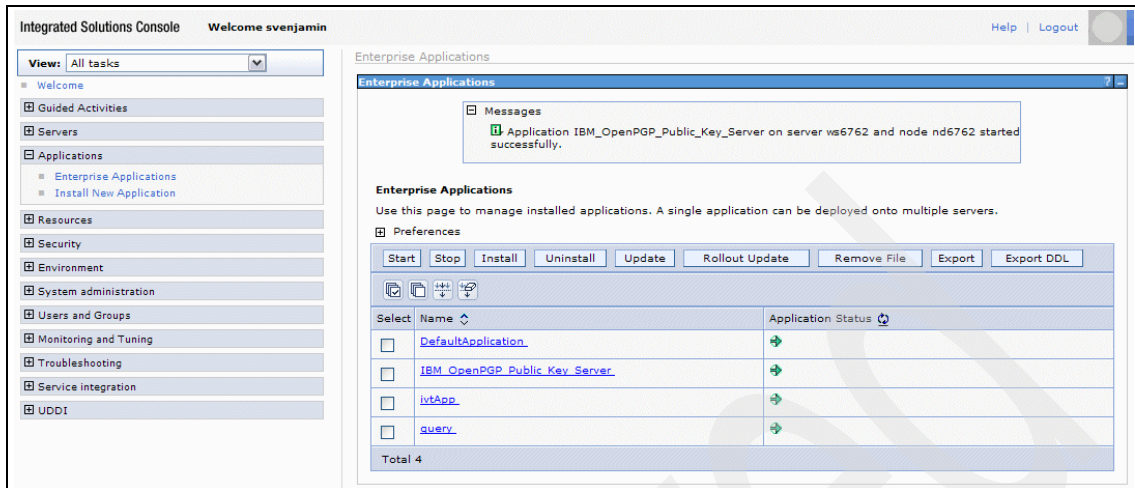 Integrated Solutions Console Welcome svenjamin Help | Logout
View: All tasks
Welcome
Guided Activities
Servers
Applications
Enterprise Applications
Install New Application
Resources
Security
Environment
System administration
Users and Groups
Monitoring and Tuning
Troubleshooting
Service integration
UDDI
Enterprise Applications
Enterprise Applications ? -
Messages
Application IBM_OpenPGP_Public_Key_Server on server ws6762 and node nd6762 started
successfully.
Enterprise Applications
Use this page to manage installed applications. A single application can be deployed onto multiple servers.
Preferences
Start Stop Install Uninstall Update Rollout Update Remove File Export Export DDL
Select Name Application Status
DefaultApplication
IBM_OpenPGP_Public_Key_Server
ivtApp
query
Total 4